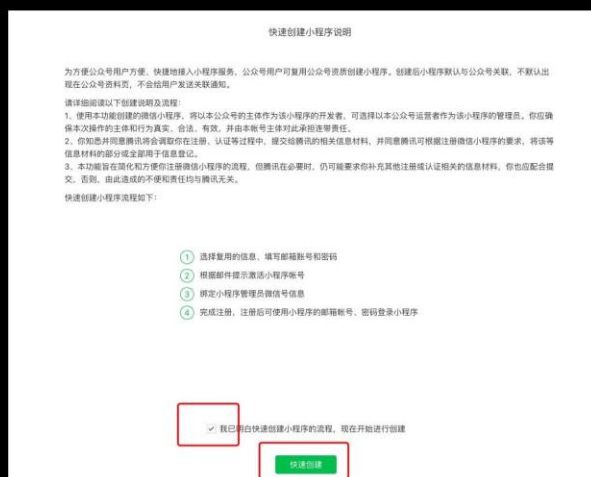 快速创建小程序说明
为方便公众号用户方便、快捷地接入小程序服务，公众号用户可复用公众号资质创建小程序。创建后小程序默认与公众号关联，不默认出
现在公众号资料页，不会给用户发送关联通知。
请详细阅读以下创建说明及流程：
1、使用本功能创建的微信小程序，将以本公众号的主体作为该小程序的开发者，可选择以本公众号运营者作为该小程序的管理员。你应确
保本次操作的主体和行为真实、合法、有效，并由本帐号主体对此承担连带责任。
2、你知悉并同意腾讯将会调取你在注册、认证等过程中，提交给腾讯的相关信息材料，并同意腾讯可根据注册微信小程序的要求，将该等
信息材料的部分或全部用于信息登记。
3、本功能旨在简化和方便你注册微信小程序的流程，但腾讯在必要时，仍可能要求你补充其他注册或认证相关的信息材料，你也应配合提
交，否则，由此造成的不便和责任均与腾讯无关。
快速创建小程序流程如下：
1 选择复用的信息、填写邮箱账号和密码
2 根据邮件提示激活小程序帐号
3 绑定小程序管理员微信号信息
4 完成注册，注册后可使用小程序的邮箱帐号、密码登录小程序
我已明白快速创建小程序的流程，现在开始进行创建
快速创建